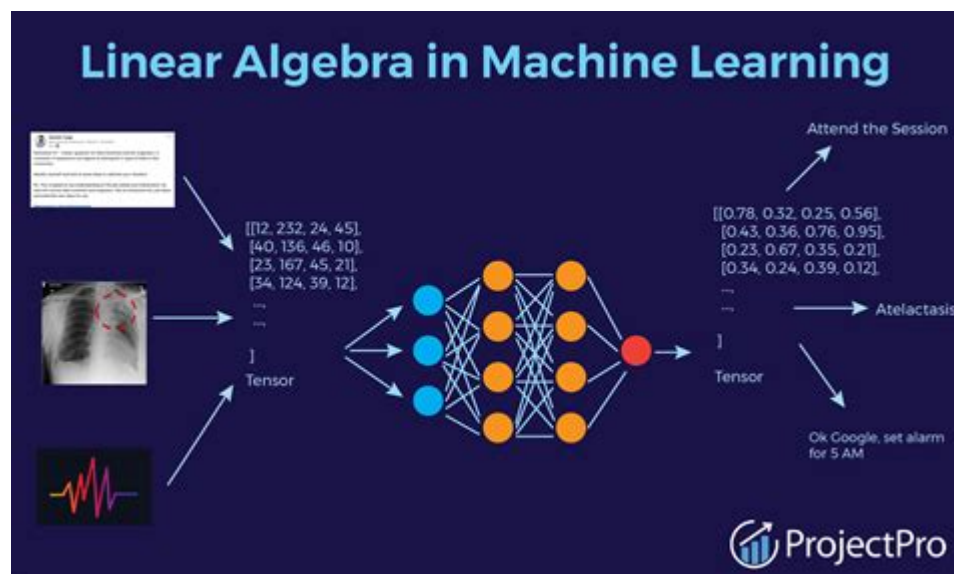 Linear Algebra in Machine Learning
Attend the Session
[[12, 232, 24, 45],
[40, 136, 46, 10],
[23, 167, 45, 21],
[34, 124, 39, 12],
...,
...,
]
Tensor
[[0.78, 0.32, 0.25, 0.56],
[0.43, 0.36, 0.76, 0.95],
[0.23, 0.67, 0.35, 0.21],
[0.34, 0.24, 0.39, 0.12],
...,
...,
]
Tensor
Atelactasis
Ok Google, set alarm
for 5 AM
ProjectPro